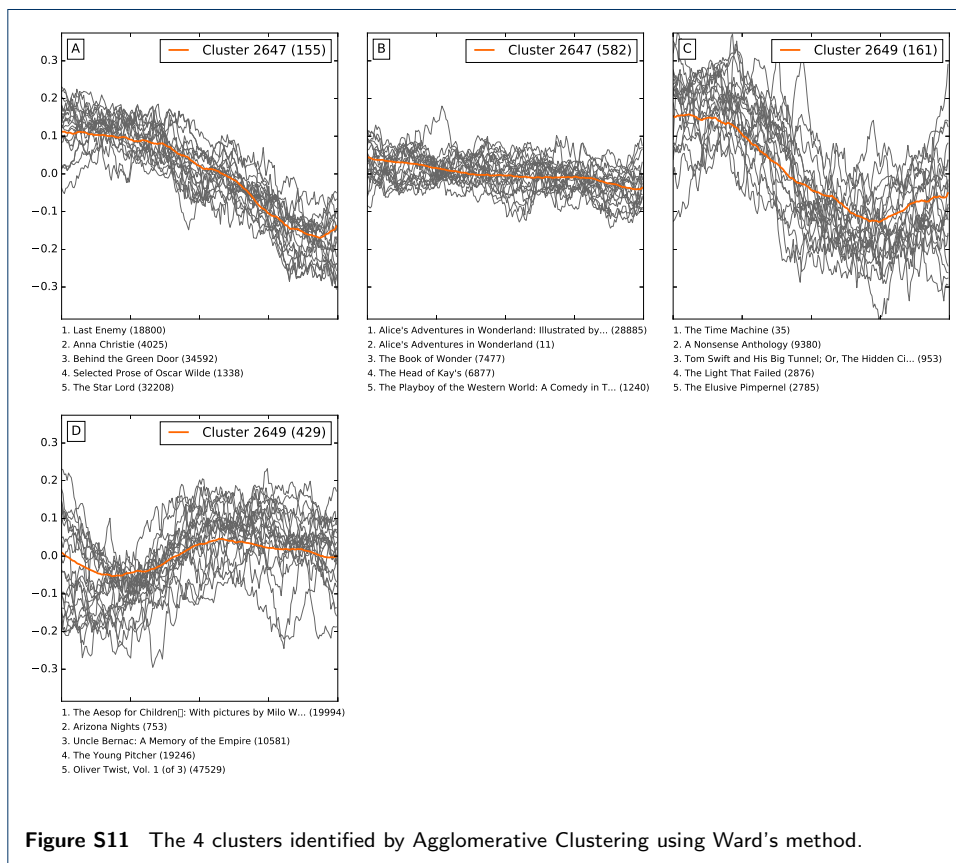 A
Cluster 2647 (155)
0.3
0.2
0.1
0.0
−0.1
−0.2
−0.3
1. Last Enemy (18800)
2. Anna Christie (4025)
3. Behind the Green Door (34592)
4. Selected Prose of Oscar Wilde (1338)
5. The Star Lord (32208)
B
Cluster 2647 (582)
1. Alice's Adventures in Wonderland: Illustrated by... (28885)
2. Alice's Adventures in Wonderland (11)
3. The Book of Wonder (7477)
4. The Head of Kay's (6877)
5. The Playboy of the Western World: A Comedy in T... (1240)
C
Cluster 2649 (161)
1. The Time Machine (35)
2. A Nonsense Anthology (9380)
3. Tom Swift and His Big Tunnel; Or, The Hidden Ci... (953)
4. The Light That Failed (2876)
5. The Elusive Pimpernel (2785)
D
Cluster 2649 (429)
0.3
0.2
0.1
0.0
−0.1
−0.2
−0.3
1. The Aesop for Children▯: With pictures by Milo W... (19994)
2. Arizona Nights (753)
3. Uncle Bernac: A Memory of the Empire (10581)
4. The Young Pitcher (19246)
5. Oliver Twist, Vol. 1 (of 3) (47529)
Figure S11 The 4 clusters identified by Agglomerative Clustering using Ward's method.